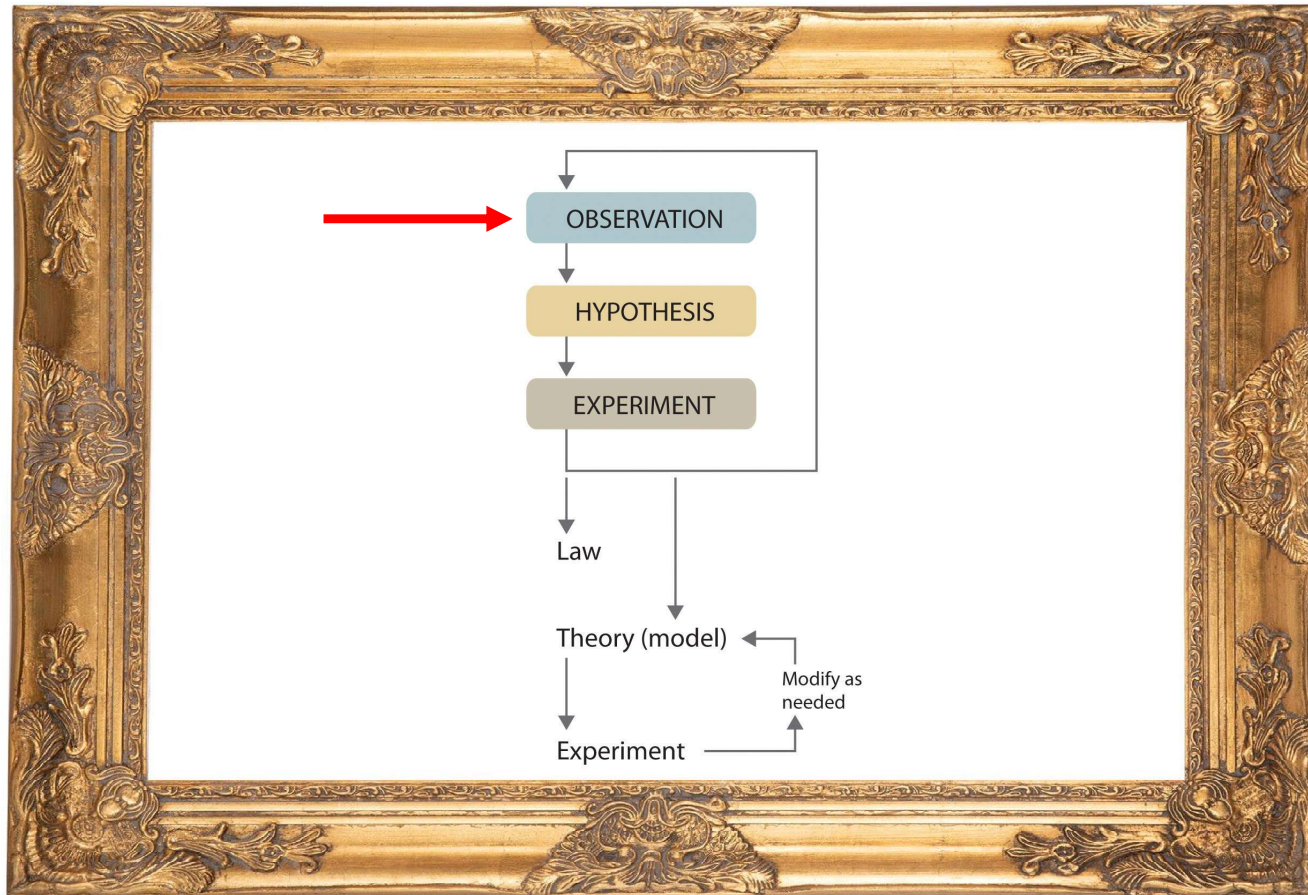 OBSERVATION
HYPOTHESIS
EXPERIMENT
Law
Theory (model)
Modify as
needed
Experiment